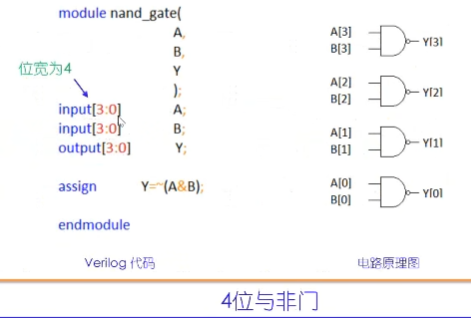 module nand_gate(
A,
B,
Y
);
位宽为4
input[3:0] A;
input[3:0] B;
output[3:0] Y;
assign Y=~(A&B);
endmodule
Verilog 代码
A[3]
B[3]
Y[3]
A[2]
B[2]
Y[2]
A[1]
B[1]
Y[1]
A[0]
B[0]
Y[0]
电路原理图
4位与非门